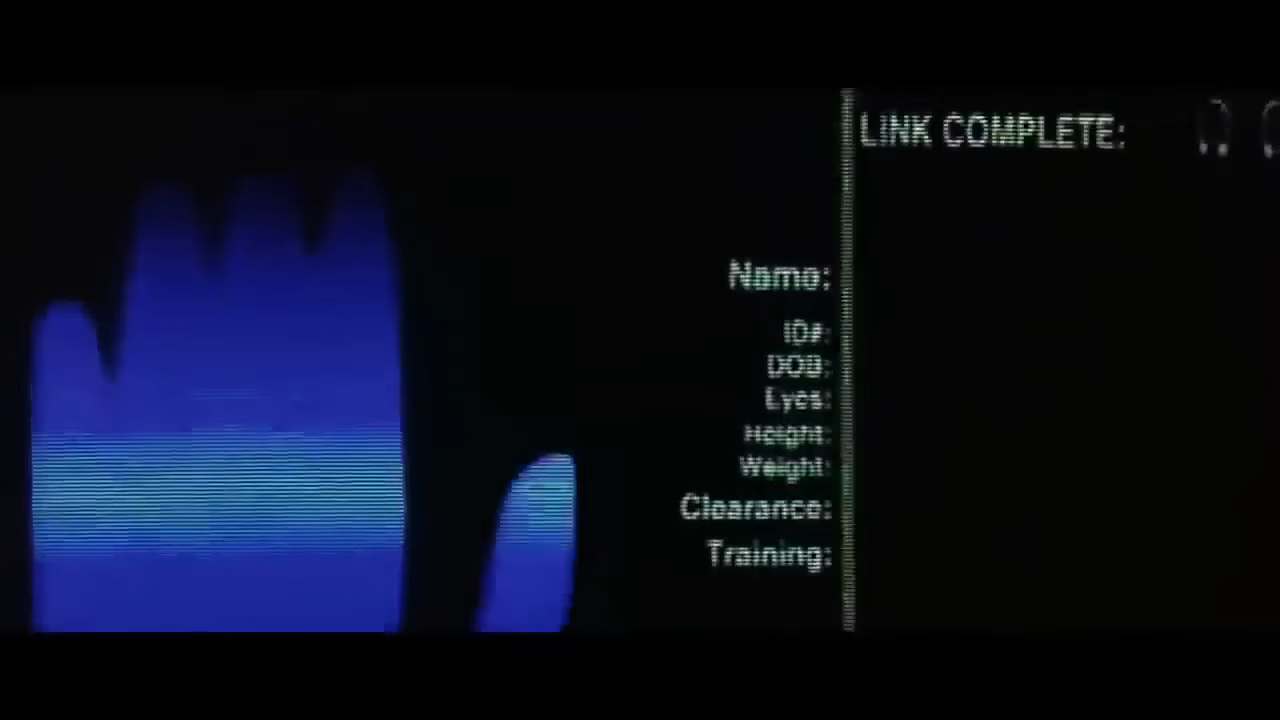 LINK COMPLETE:
Name:
ID#:
DOB:
Eyes:
Height:
Weight:
Clearance:
Training: